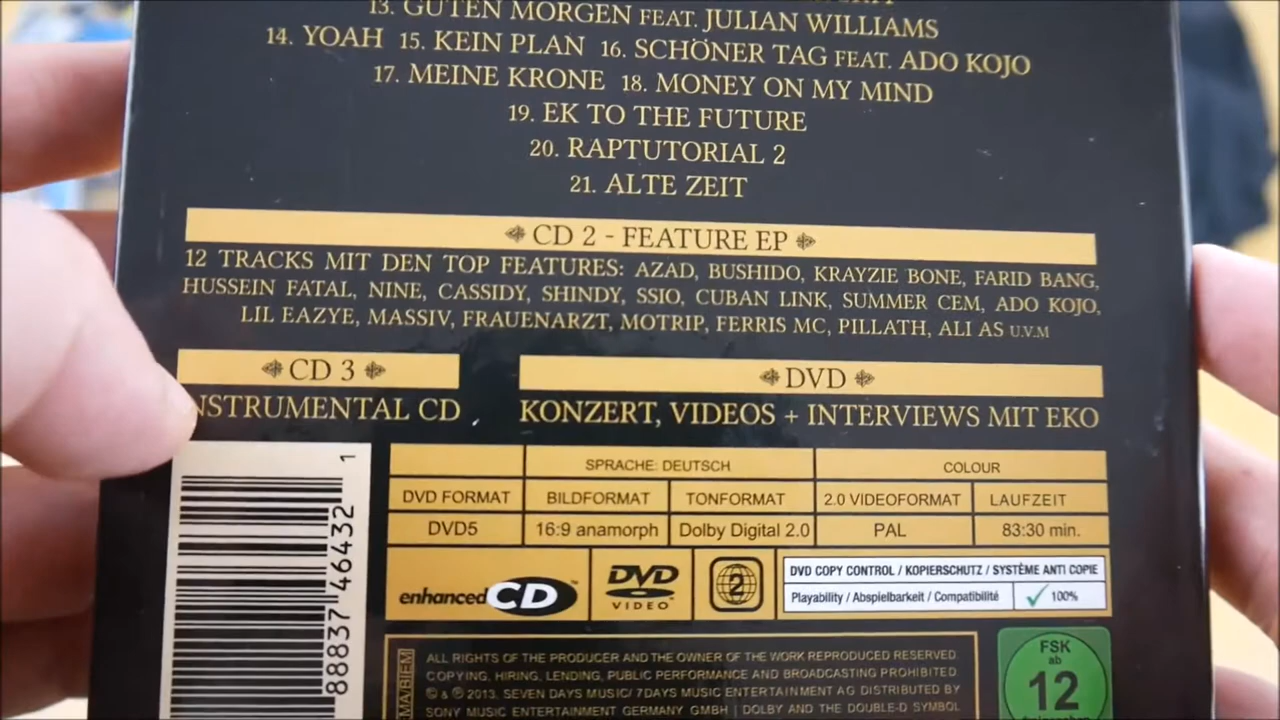 13. GUTEN MORGEN FEAT. JULIAN WILLIAMS
14. YOAH 15. KEIN PLAN 16. SCHÖNER TAG FEAT. ADO KOJO
17. MEINE KRONE 18. MONEY ON MY MIND
19. EK TO THE FUTURE
20. RAPTUTORIAL 2
21. ALTE ZEIT
CD 2 - FEATURE EP
12 TRACKS MIT DEN TOP FEATURES: AZAD, BUSHIDO, KRAYZIE BONE, FARID BANG,
HUSSEIN FATAL, NINE, CASSIDY, SHINDY, SSIO, CUBAN LINK, SUMMER CEM, ADO KOJO,
LIL EAZYE, MASSIV, FRAUENARZT, MOTRIP, FERRIS MC, PILLATH, ALI AS U.V.M
CD 3
NSTRUMENTAL CD
DVD
KONZERT, VIDEOS + INTERVIEWS MIT EKO
SPRACHE: DEUTSCH COLOUR
DVD FORMAT BILDFORMAT TONFORMAT 2.0 VIDEOFORMAT LAUFZEIT
DVD5 16:9 anamorph Dolby Digital 2.0 PAL 83:30 min.
enhanced CD DVD VIDEO 2
DVD COPY CONTROL / KOPIERSCHUTZ / SYSTÈME ANTI COPIE
Playability / Abspielbarkeit / Compatibilité 100%
1
88837 46432
MA/BIEM
ALL RIGHTS OF THE PRODUCER AND THE OWNER OF THE WORK REPRODUCED RESERVED.
COPYING, HIRING, LENDING, PUBLIC PERFORMANCE AND BROADCASTING PROHIBITED
© & ℗ 2013. SEVEN DAYS MUSIC/ 7DAYS MUSIC ENTERTAINMENT AG DISTRIBUTED BY
SONY MUSIC ENTERTAINMENT GERMANY GMBH | DOLBY AND THE DOUBLE-D SYMBOL
FSK
ab
12